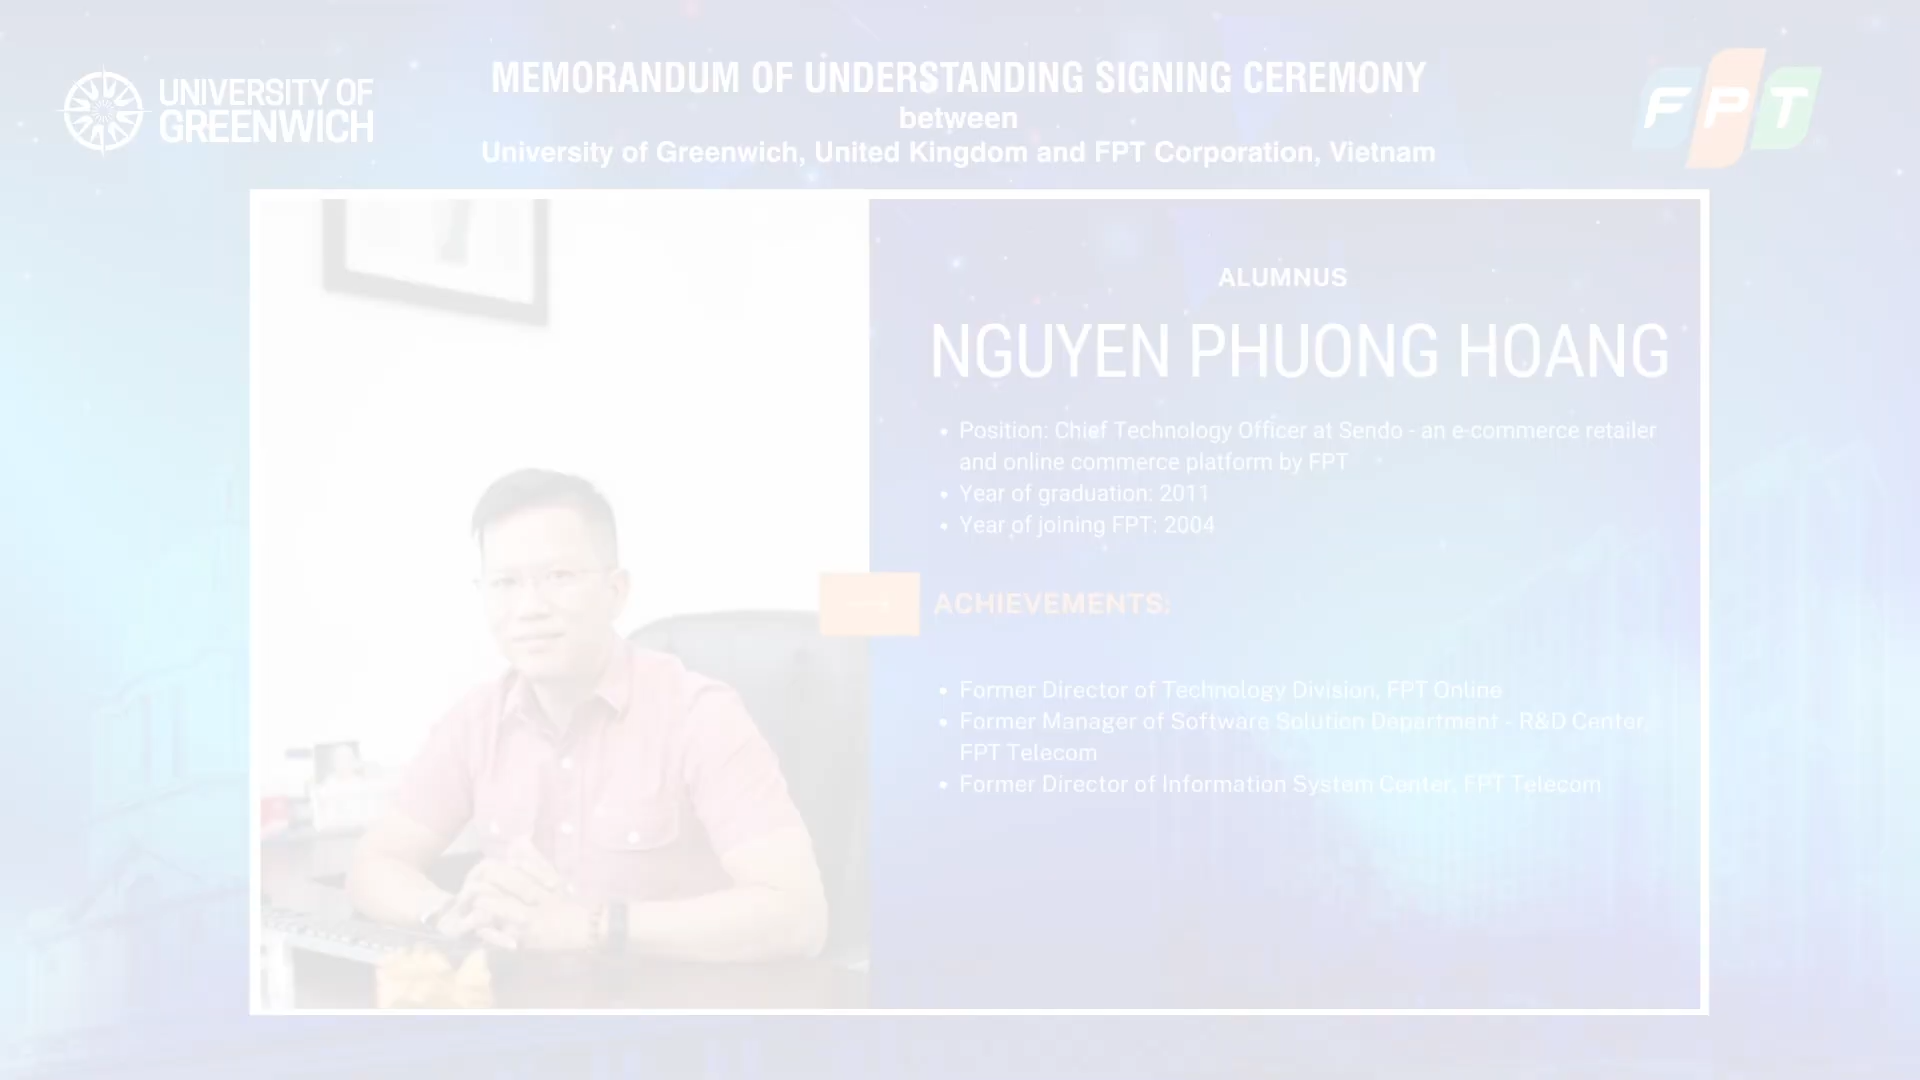 UNIVERSITY OF
GREENWICH
MEMORANDUM OF UNDERSTANDING SIGNING CEREMONY
between
University of Greenwich, United Kingdom and FPT Corporation, Vietnam
FPT
ALUMNUS
NGUYEN PHUONG HOANG
• Position: Chief Technology Officer at Sendo - an e-commerce retailer
and online commerce platform by FPT
• Year of graduation: 2011
• Year of joining FPT: 2004
ACHIEVEMENTS:
• Former Director of Technology Division, FPT Online
• Former Manager of Software Solution Department - R&D Center,
FPT Telecom
• Former Director of Information System Center, FPT Telecom